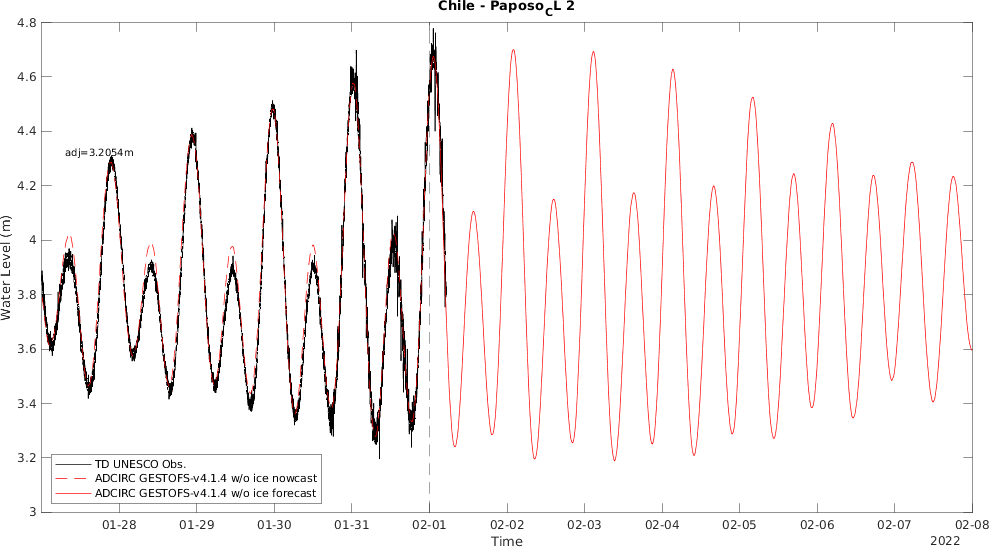 Chile - Paposo_CL 2
4.8
4.6
4.4
4.2
4
3.8
3.6
3.4
3.2
3
Water Level (m)
adj=3.2054m
TD UNESCO Obs.
ADCIRC GESTOFS-v4.1.4 w/o ice nowcast
ADCIRC GESTOFS-v4.1.4 w/o ice forecast
01-28 01-29 01-30 01-31 02-01 02-02 02-03 02-04 02-05 02-06 02-07 02-08
Time
2022